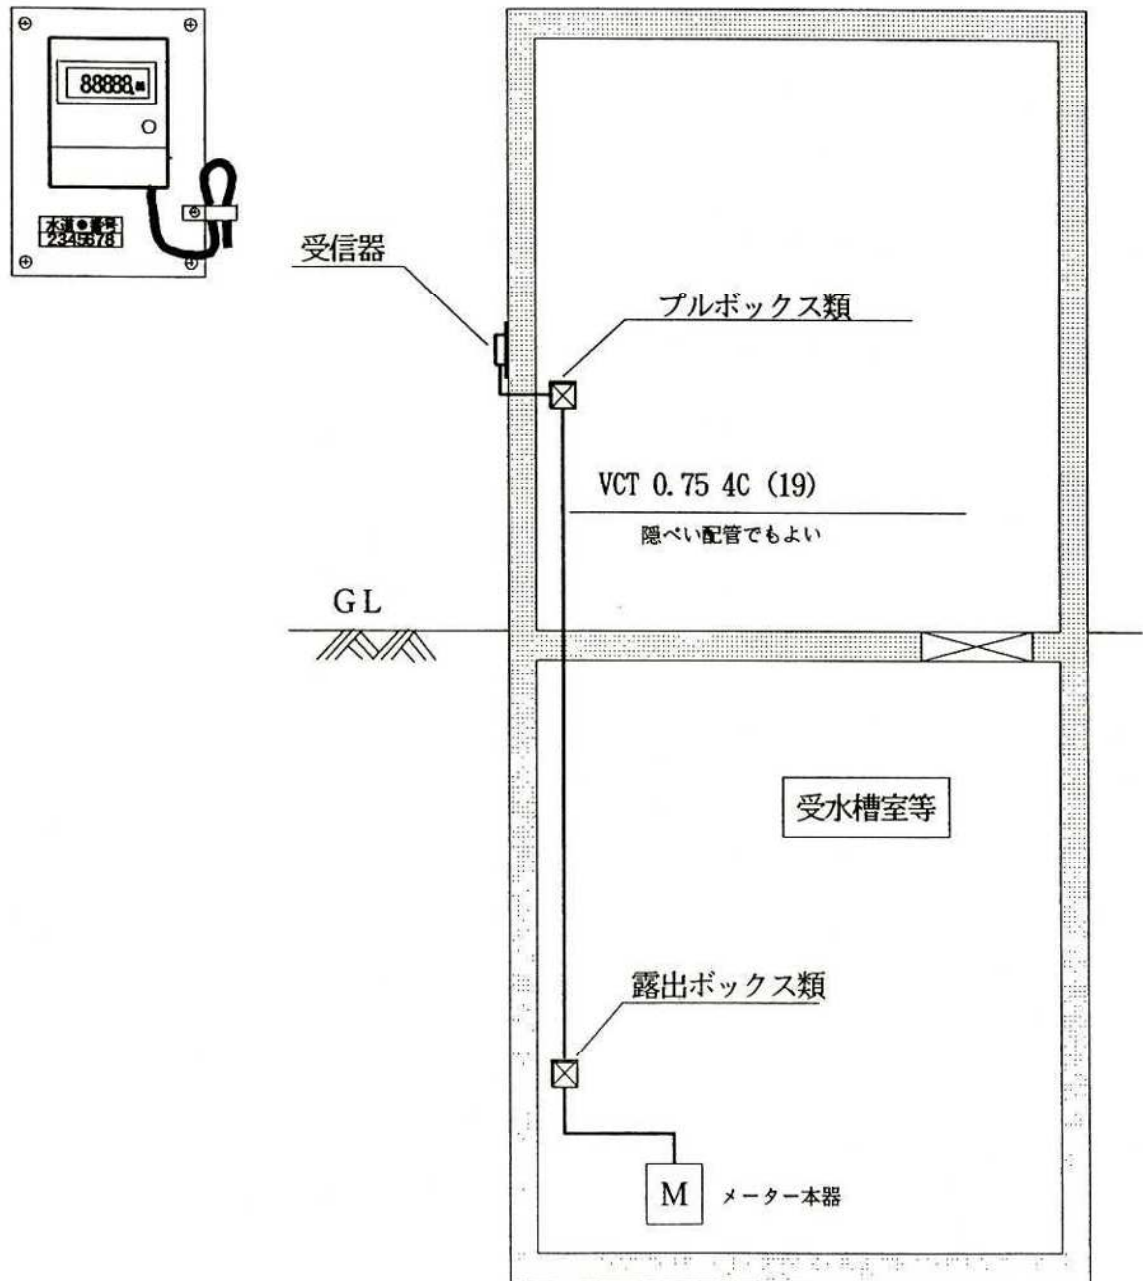 88888.
水道●番号
2345678
受信器
プルボックス類
VCT 0.75 4C (19)
隠ぺい配管でもよい
GL
受水槽室等
露出ボックス類
M
メーター本器